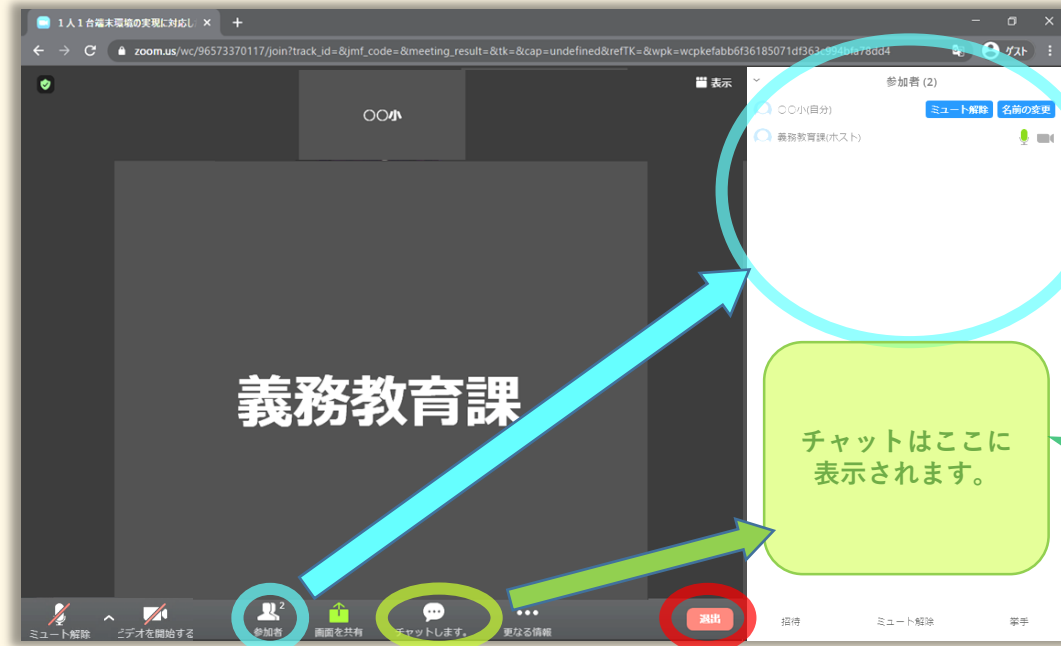 1人1台端末環境の実現に対応し
zoom.us/wc/96573370117/join?track_id=&jmf_code=&meeting_result=&tk=&cap=undefined&refTK=&wpk=wcpkefabb6f36185071df363c994bfa78dd4
ゲスト
表示
〇〇小
参加者 (2)
〇〇小(自分)
ミュート解除
名前の変更
義務教育課(ホスト)
義務教育課
チャットはここに
表示されます。
ミュート解除
ビデオを開始する
2
参加者
画面を共有
チャットします。
更なる情報
退出
招待
ミュート解除
挙手